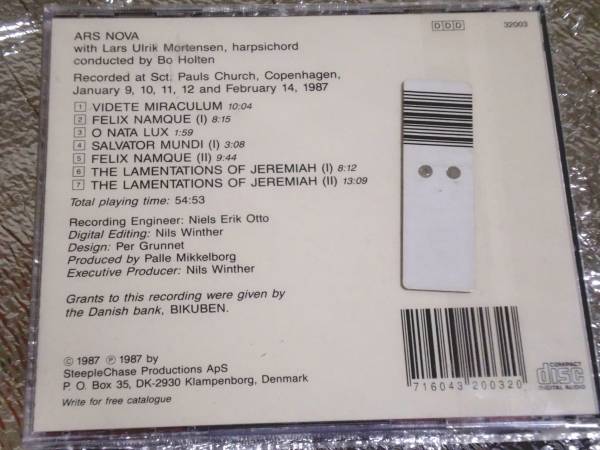 ARS NOVA
with Lars Ulrik Mortensen, harpsichord
conducted by Bo Holten
DDD
32003
Recorded at Sct. Pauls Church, Copenhagen,
January 9, 10, 11, 12 and February 14, 1987
1 VIDETE MIRACULUM 10:04
2 FELIX NAMQUE (I) 8:15
3 O NATA LUX 1:59
4 SALVATOR MUNDI (I) 3:08
5 FELIX NAMQUE (II) 9:44
6 THE LAMENTATIONS OF JEREMIAH (I) 8:12
7 THE LAMENTATIONS OF JEREMIAH (II) 13:09
Total playing time: 54:53
Recording Engineer: Niels Erik Otto
Digital Editing: Nils Winther
Design: Per Grunnet
Produced by Palle Mikkelborg
Executive Producer: Nils Winther
Grants to this recording were given by
the Danish bank, BIKUBEN.
© 1987 ℗ 1987 by
SteepleChase Productions ApS
P. O. Box 35, DK-2930 Klampenborg, Denmark
Write for free catalogue
716043 200320
COMPACT
disc
DIGITAL AUDIO